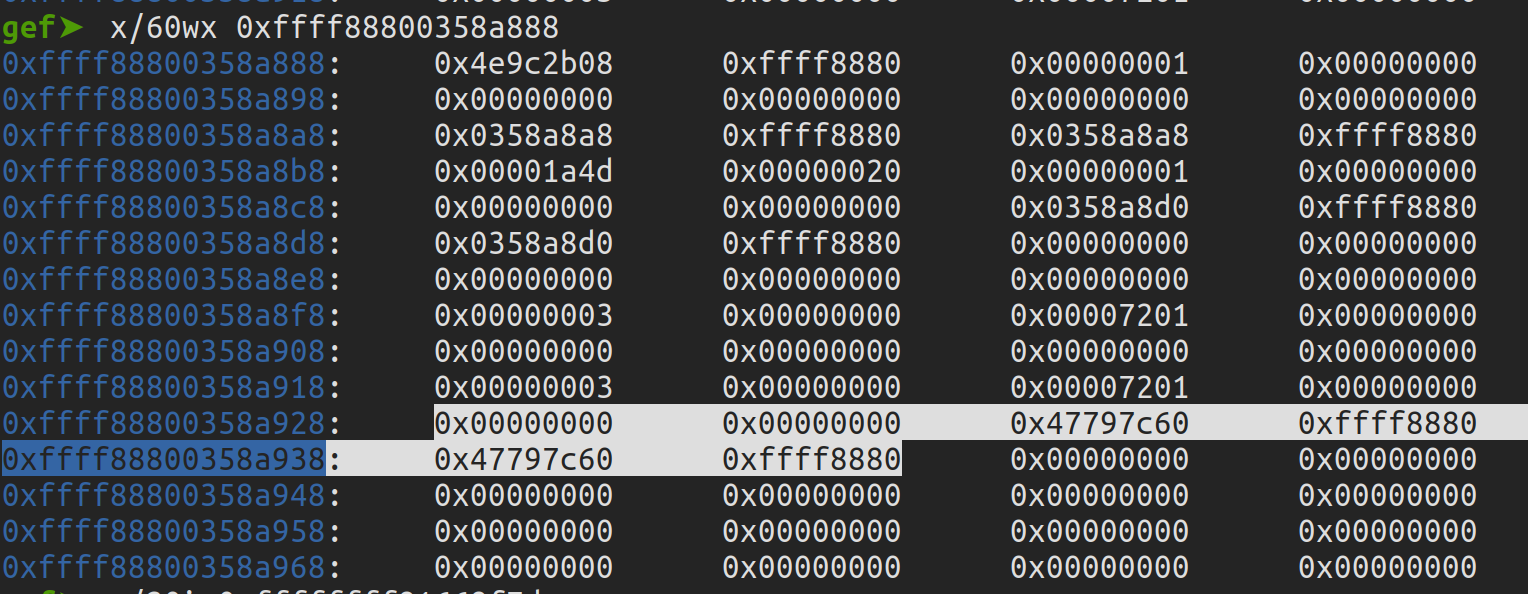 gef➤ x/60wx 0xffff88800358a888
0xffff88800358a888: 0x4e9c2b08 0xffff8880 0x00000001 0x00000000
0xffff88800358a898: 0x00000000 0x00000000 0x00000000 0x00000000
0xffff88800358a8a8: 0x0358a8a8 0xffff8880 0x0358a8a8 0xffff8880
0xffff88800358a8b8: 0x00001a4d 0x00000020 0x00000001 0x00000000
0xffff88800358a8c8: 0x00000000 0x00000000 0x0358a8d0 0xffff8880
0xffff88800358a8d8: 0x0358a8d0 0xffff8880 0x00000000 0x00000000
0xffff88800358a8e8: 0x00000000 0x00000000 0x00000000 0x00000000
0xffff88800358a8f8: 0x00000003 0x00000000 0x00007201 0x00000000
0xffff88800358a908: 0x00000000 0x00000000 0x00000000 0x00000000
0xffff88800358a918: 0x00000003 0x00000000 0x00007201 0x00000000
0xffff88800358a928: 0x00000000 0x00000000 0x47797c60 0xffff8880
0xffff88800358a938: 0x47797c60 0xffff8880 0x00000000 0x00000000
0xffff88800358a948: 0x00000000 0x00000000 0x00000000 0x00000000
0xffff88800358a958: 0x00000000 0x00000000 0x00000000 0x00000000
0xffff88800358a968: 0x00000000 0x00000000 0x00000000 0x00000000